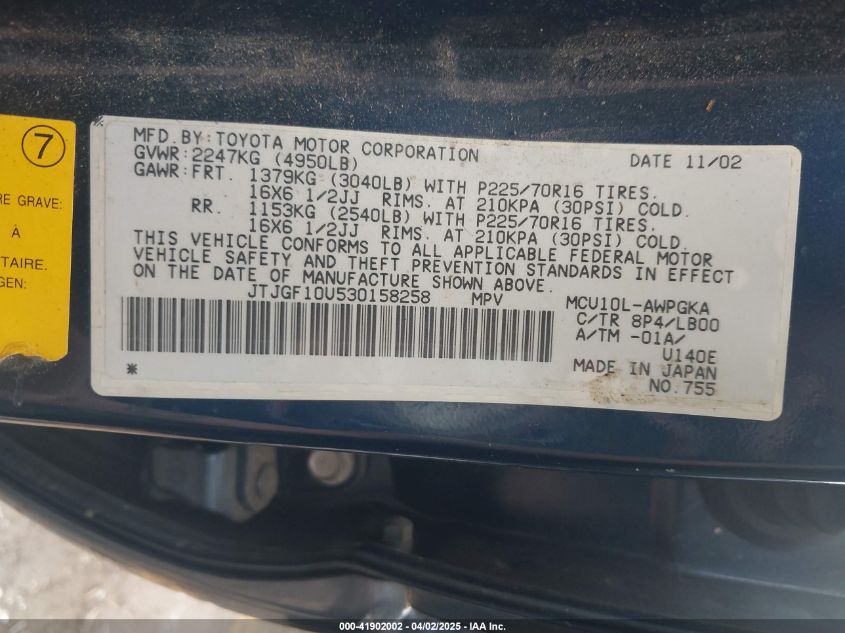 7
RE GRAVE:
À
TAIRE.
GEN:
MFD.BY:TOYOTA MOTOR CORPORATION DATE 11/02
GVWR:2247KG (4950LB)
GAWR:FRT. 1379KG (3040LB) WITH P225/70R16 TIRES.
16X6 1/2JJ RIMS. AT 210KPA (30PSI) COLD.
RR. 1153KG (2540LB) WITH P225/70R16 TIRES.
16X6 1/2JJ RIMS. AT 210KPA (30PSI) COLD.
THIS VEHICLE CONFORMS TO ALL APPLICABLE FEDERAL MOTOR
VEHICLE SAFETY AND THEFT PREVENTION STANDARDS IN EFFECT
ON THE DATE OF MANUFACTURE SHOWN ABOVE.
JTJGF10U530158258 MPV MCU10L-AWPGKA
C/TR 8P4/LB00
A/TM -01A/
U140E
MADE IN JAPAN
NO.755
*
000-41902002 - 04/02/2025 - IAA Inc.